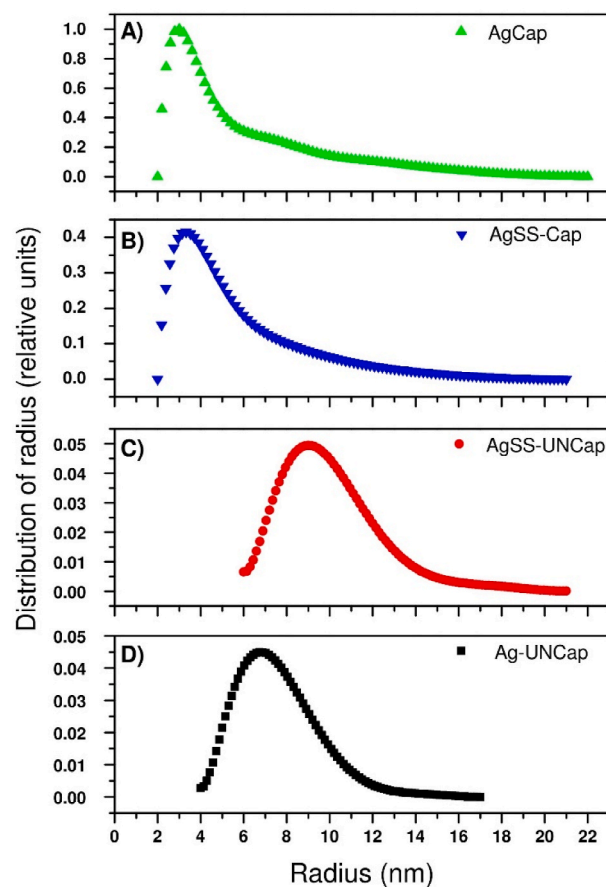 A)
AgCap
1.0
0.8
0.6
0.4
0.2
0.0
B)
AgSS-Cap
0.4
0.3
0.2
0.1
0.0
C)
AgSS-UNCap
0.05
0.04
0.03
0.02
0.01
0.00
D)
Ag-UNCap
0.05
0.04
0.03
0.02
0.01
0.00
0 2 4 6 8 10 12 14 16 18 20 22
Radius (nm)
Distribution of radius (relative units)